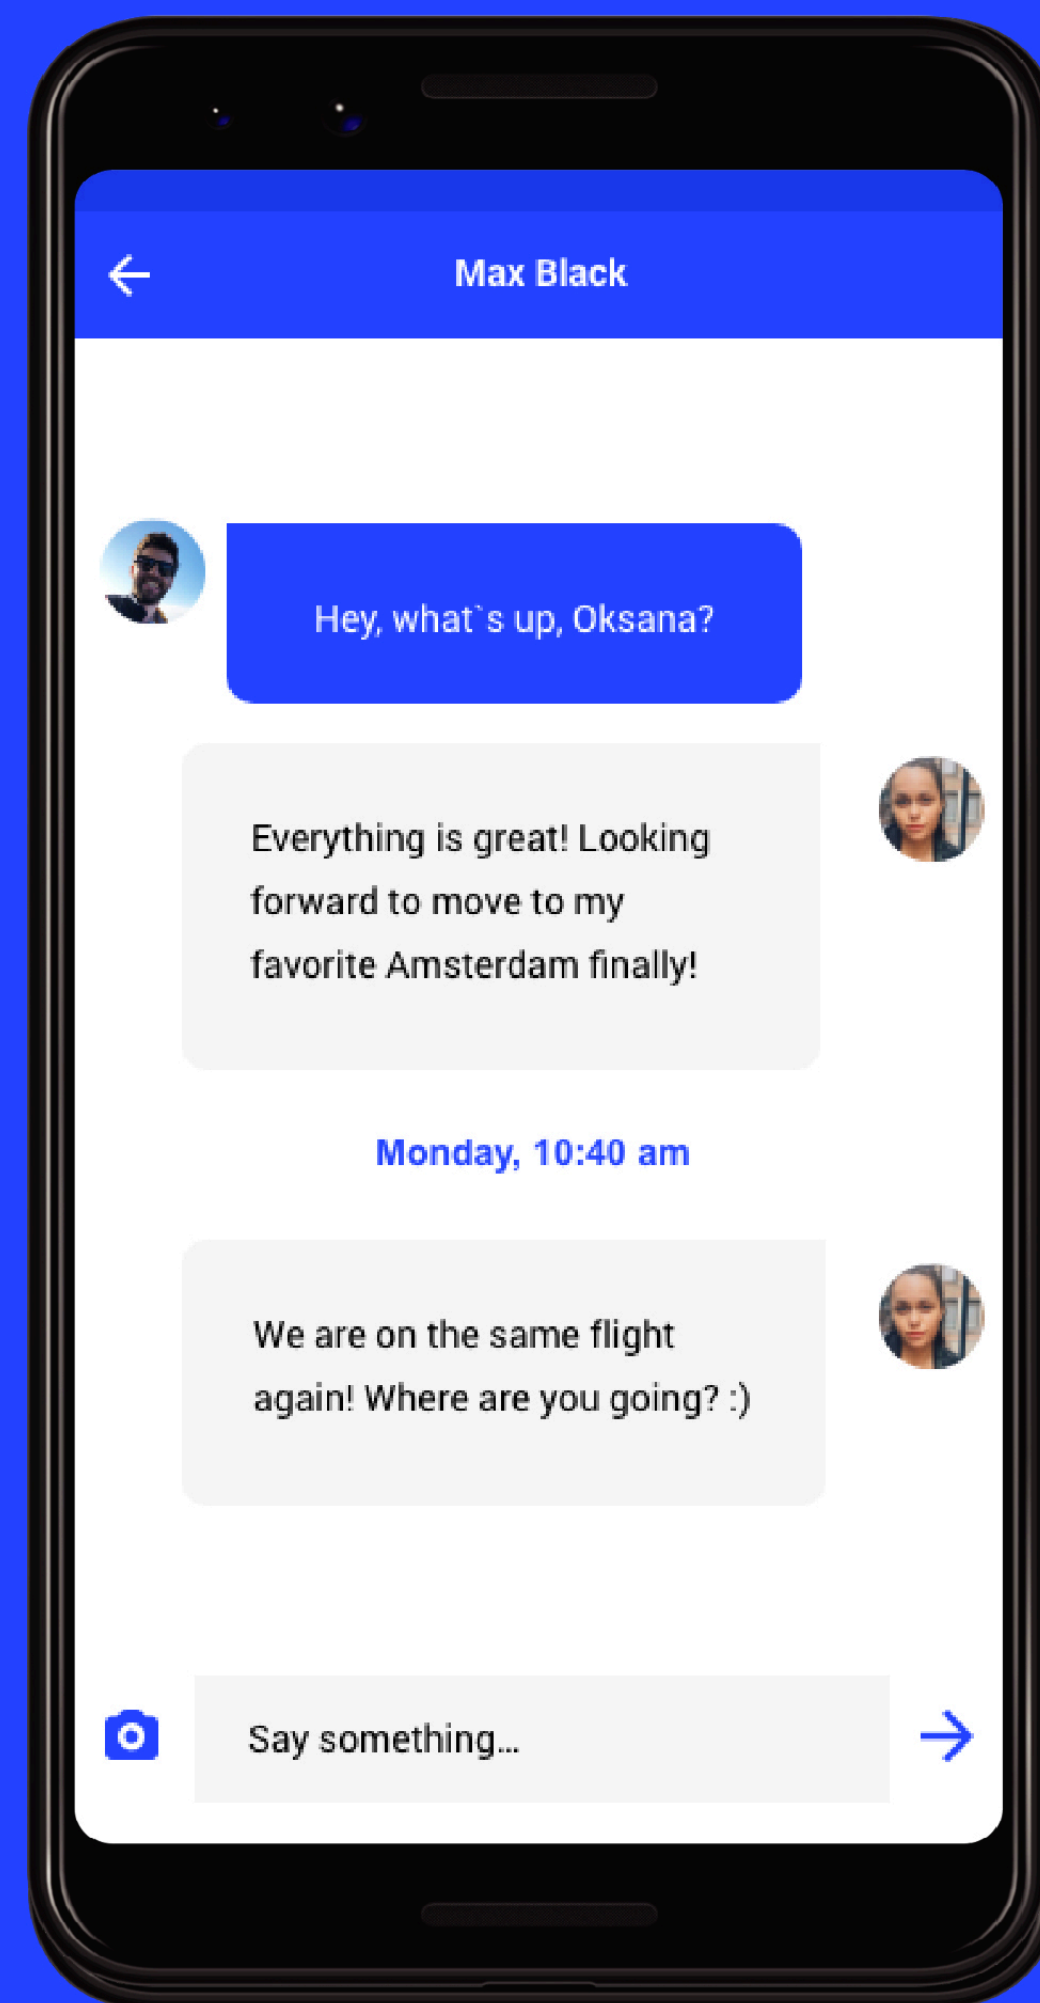 Max Black
Hey, what`s up, Oksana?
Everything is great! Looking
forward to move to my
favorite Amsterdam finally!
Monday, 10:40 am
We are on the same flight
again! Where are you going? :)
Say something...